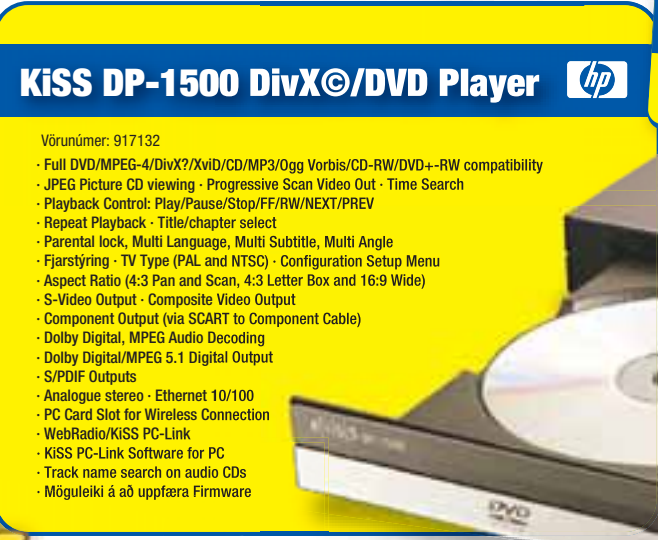 KiSS DP-1500 DivX©/DVD Player
hp
Vörunúmer: 917132
· Full DVD/MPEG-4/DivX?/XviD/CD/MP3/Ogg Vorbis/CD-RW/DVD+-RW compatibility
· JPEG Picture CD viewing · Progressive Scan Video Out · Time Search
· Playback Control: Play/Pause/Stop/FF/RW/NEXT/PREV
· Repeat Playback · Title/chapter select
· Parental lock, Multi Language, Multi Subtitle, Multi Angle
· Fjarstýring · TV Type (PAL and NTSC) · Configuration Setup Menu
· Aspect Ratio (4:3 Pan and Scan, 4:3 Letter Box and 16:9 Wide)
· S-Video Output · Composite Video Output
· Component Output (via SCART to Component Cable)
· Dolby Digital, MPEG Audio Decoding
· Dolby Digital/MPEG 5.1 Digital Output
· S/PDIF Outputs
· Analogue stereo · Ethernet 10/100
· PC Card Slot for Wireless Connection
· WebRadio/KiSS PC-Link
· KiSS PC-Link Software for PC
· Track name search on audio CDs
· Möguleiki á að uppfæra Firmware
KiSS DP-1500
DVD